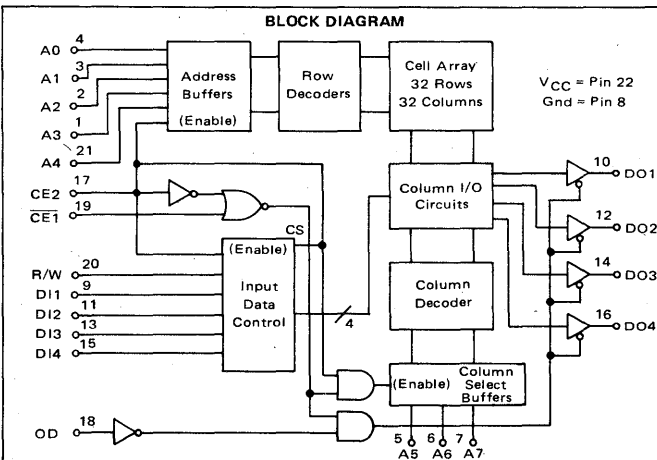 BLOCK DIAGRAM
A0 4
A1 3
A2 2
A3 1
A4 21
CE2 17
CE1 19
R/W 20
DI1 9
DI2 11
DI3 13
DI4 15
OD 18
Address
Buffers
(Enable)
Row
Decoders
Cell Array
32 Rows
32 Columns
VCC = Pin 22
Gnd = Pin 8
Column I/O
Circuits
CS
(Enable)
Input
Data
Control
4
Column
Decoder
(Enable) Column
Select
Buffers
5 6 7
A5 A6 A7
10 DO1
12 DO2
14 DO3
16 DO4